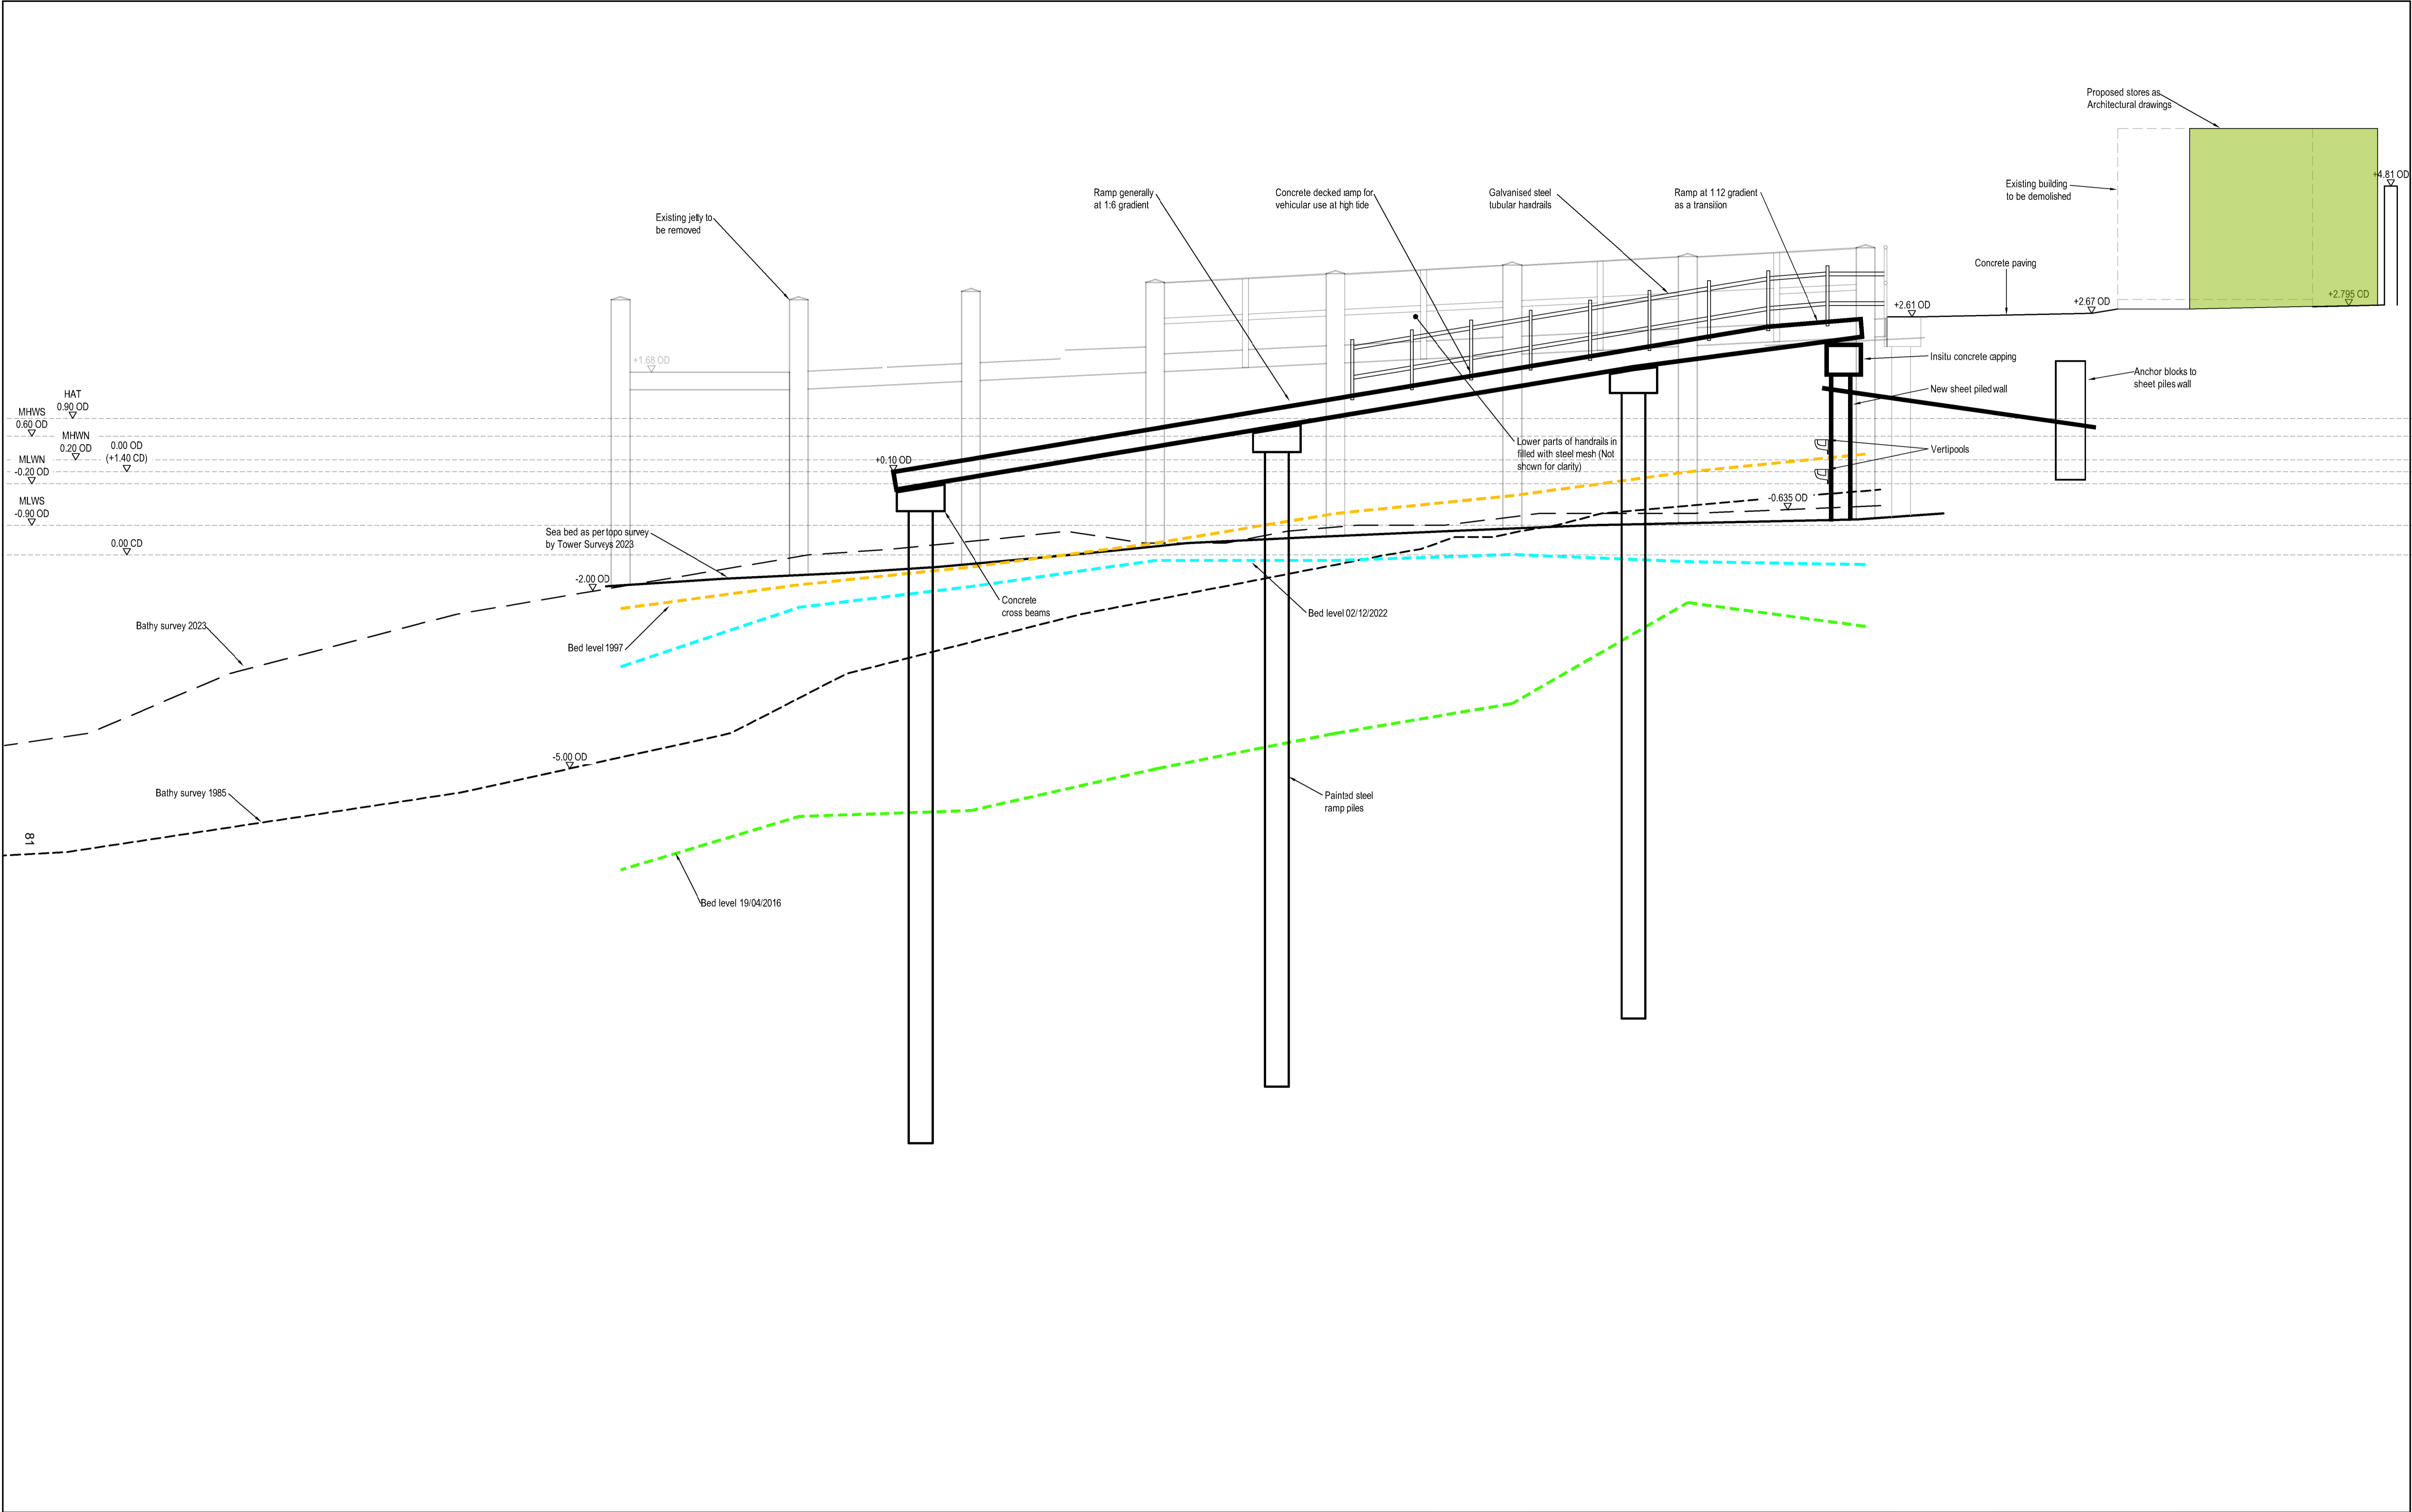 Proposed stores as
Architectural drawings
Existing building
to be demolished
+4.81 OD
Ramp generally
at 1:6 gradient
Concrete decked ramp for
vehicular use at high tide
Galvanised steel
tubular handrails
Ramp at 1:12 gradient
as a transition
Existing jetty to
be removed
Concrete paving
+2.61 OD
+2.67 OD
+2.795 OD
+1.68 OD
Insitu concrete capping
Anchor blocks to
sheet piles wall
New sheet piled wall
HAT
0.90 OD
MHWS
0.60 OD
MHWN
0.20 OD
0.00 OD
(+1.40 CD)
MLWN
-0.20 OD
MLWS
-0.90 OD
0.00 CD
+0.10 OD
Lower parts of handrails in
filled with steel mesh (Not
shown for clarity)
Vertipools
-0.635 OD
Sea bed as per topo survey
by Tower Surveys 2023
-2.00 OD
Concrete
cross beams
Bed level 02/12/2022
Bathy survey 2023
Bed level 1997
-5.00 OD
Bathy survey 1985
Painted steel
ramp piles
81
Bed level 19/04/2016